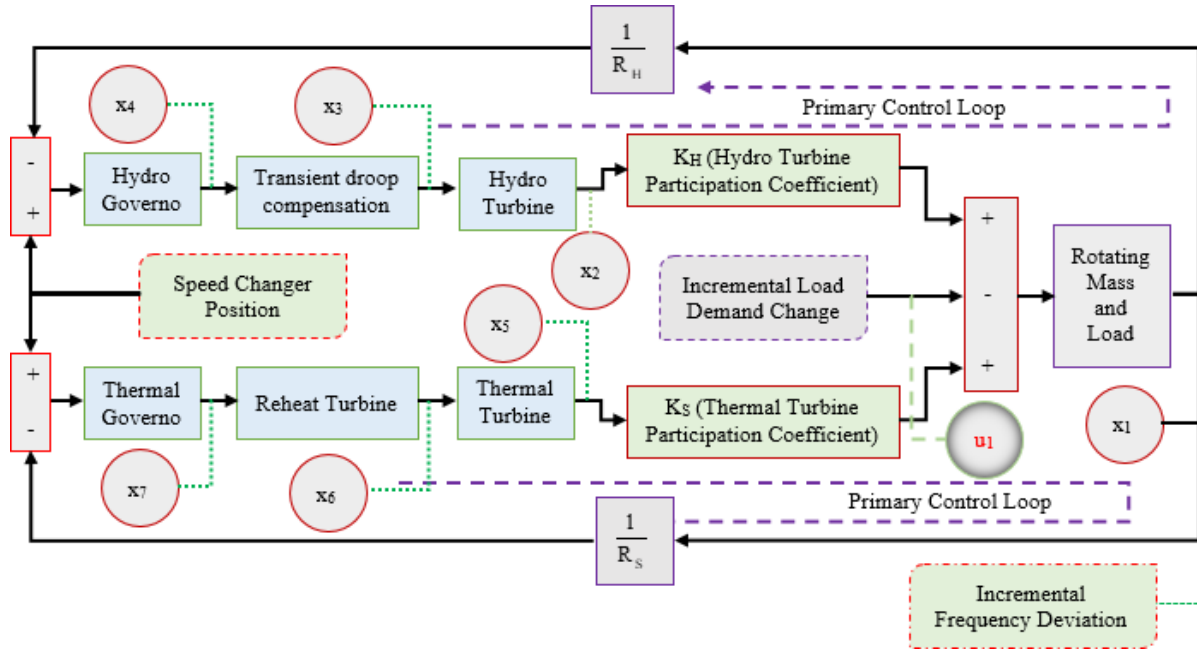 1
R H
x4
x3
Primary Control Loop
-
+
Hydro
Governo
Transient droop
compensation
Hydro
Turbine
KH (Hydro Turbine
Participation Coefficient)
+
-
+
Rotating
Mass
and
Load
x2
Speed Changer
Position
Incremental Load
Demand Change
x5
+
-
Thermal
Governo
Reheat Turbine
Thermal
Turbine
KS (Thermal Turbine
Participation Coefficient)
u1
x1
x7
x6
Primary Control Loop
1
R S
Incremental
Frequency Deviation